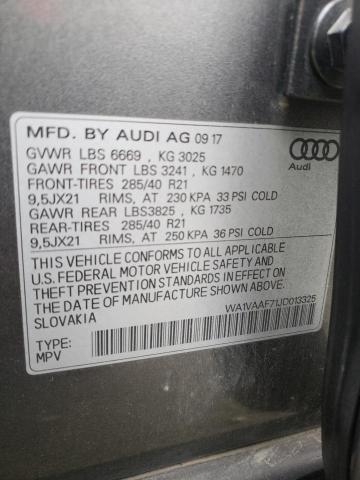 MFD. BY AUDI AG 09 17
GVWR LBS 6669 , KG 3025
GAWR FRONT LBS 3241 , KG 1470
FRONT-TIRES 285/40 R21
9,5JX21 RIMS, AT 230 KPA 33 PSI COLD
GAWR REAR LBS3825 , KG 1735
REAR-TIRES 285/40 R21
9,5JX21 RIMS, AT 250 KPA 36 PSI COLD
THIS VEHICLE CONFORMS TO ALL APPLICABLE
U.S. FEDERAL MOTOR VEHICLE SAFETY AND
THEFT PREVENTION STANDARDS IN EFFECT ON
THE DATE OF MANUFACTURE SHOWN ABOVE.
SLOVAKIA
WA1VAAF71JD013325
TYPE:
MPV
Audi